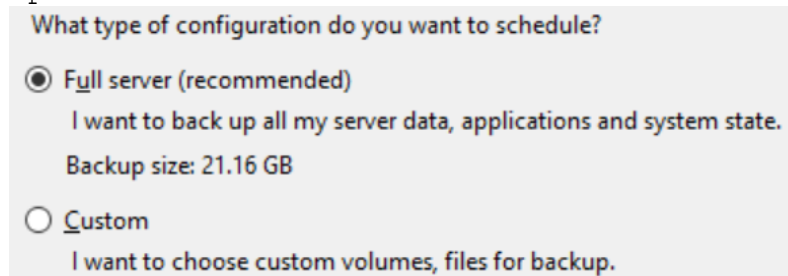 What type of configuration do you want to schedule?
Full server (recommended)
I want to back up all my server data, applications and system state.
Backup size: 21.16 GB
Custom
I want to choose custom volumes, files for backup.